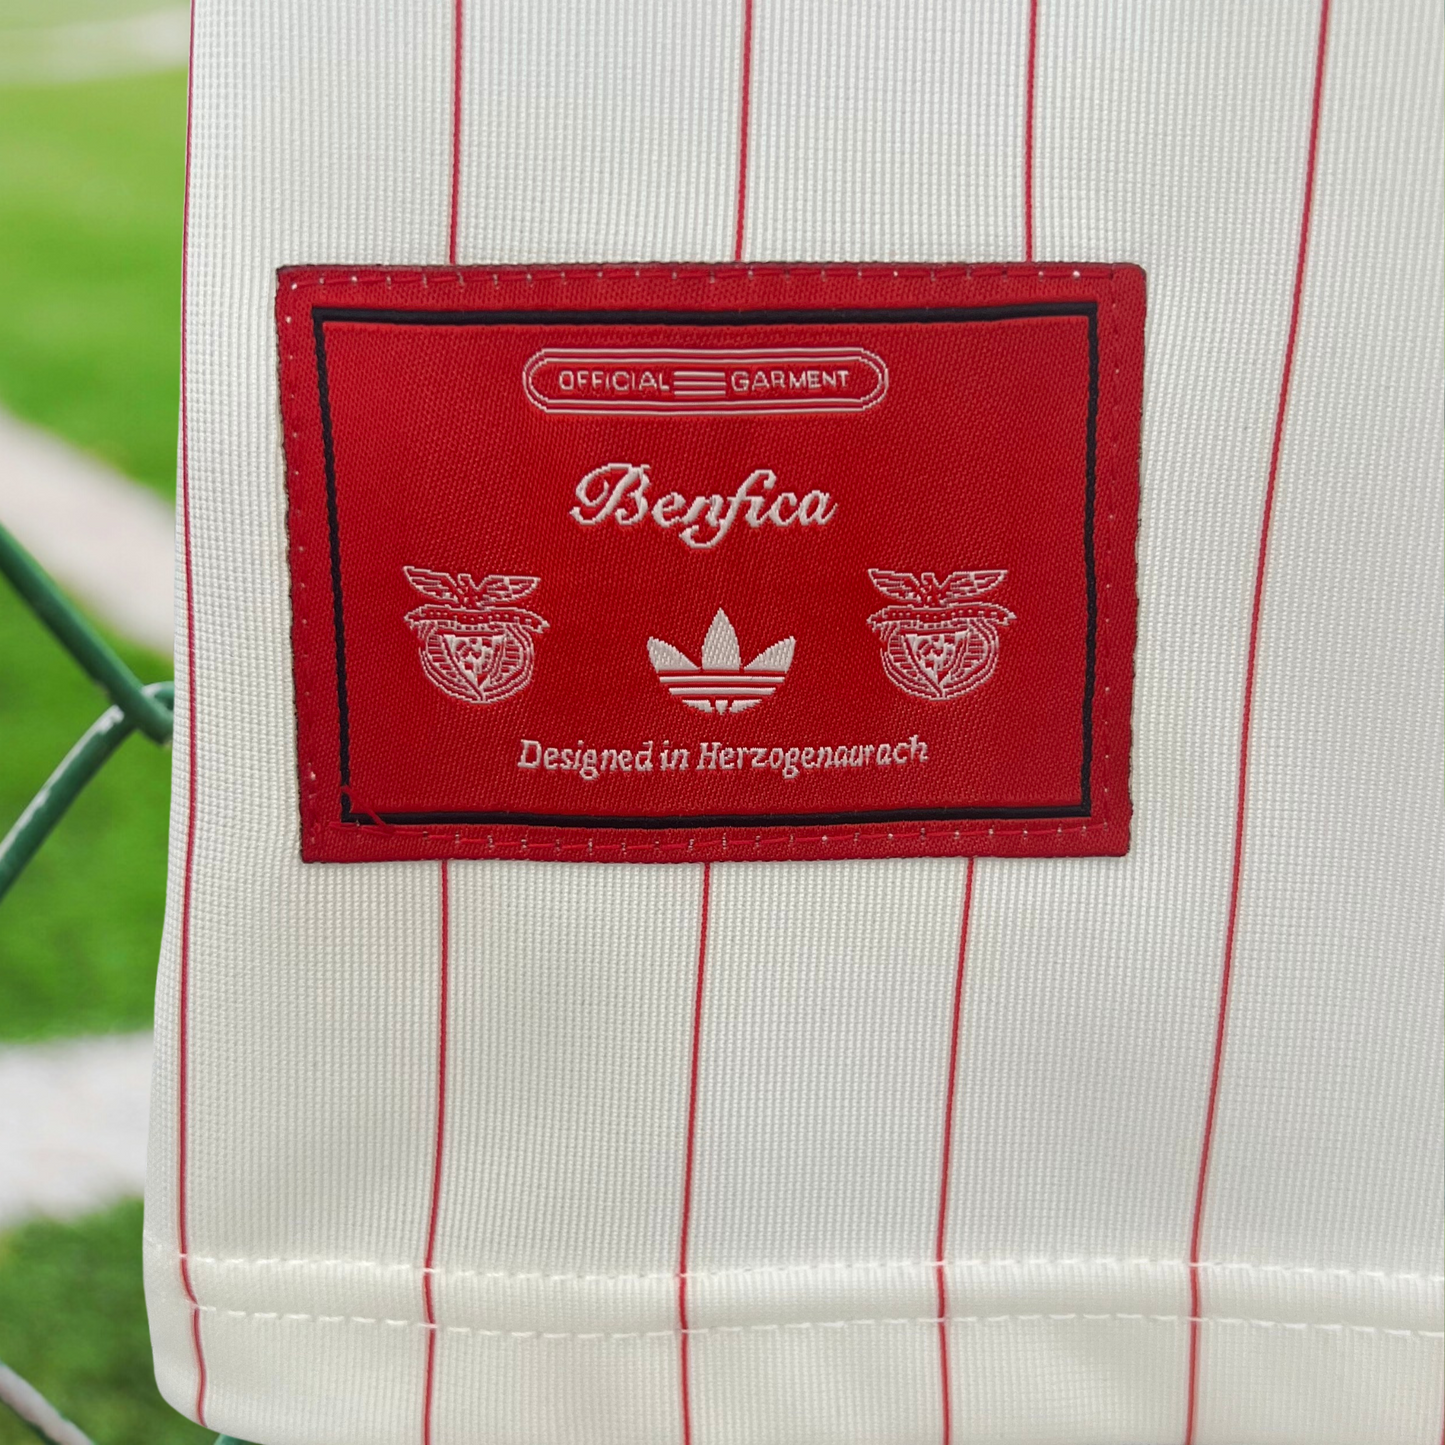 OFFICIAL GARMENT
Benfica
Designed in Herzogenaurach